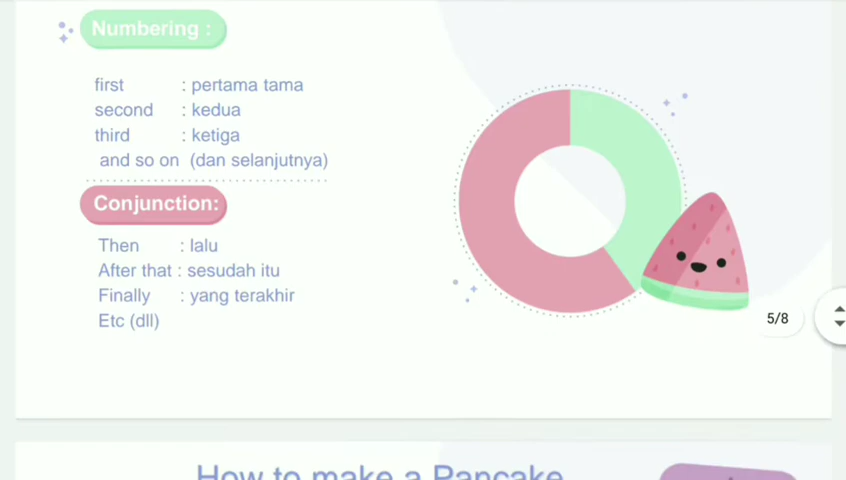 Numbering :
first : pertama tama
second : kedua
third : ketiga
and so on (dan selanjutnya)
Conjunction:
Then : lalu
After that : sesudah itu
Finally : yang terakhir
Etc (dll)
5/8
How to make a Pancake